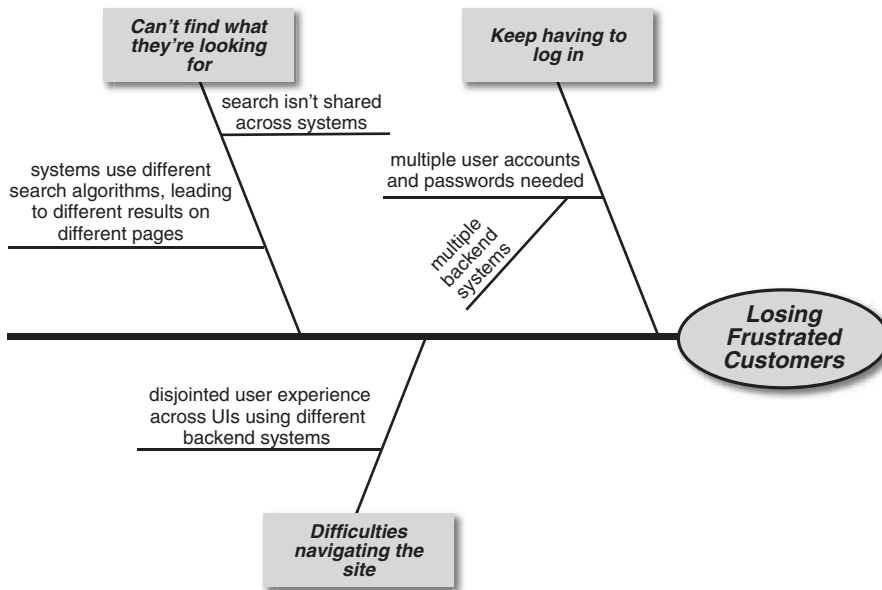 Can't find what
they're looking
for
Keep having to
log in
search isn't shared
across systems
systems use different
search algorithms, leading
to different results on
different pages
multiple user accounts
and passwords needed
multiple
backend
systems
Losing
Frustrated
Customers
disjointed user experience
across UIs using different
backend systems
Difficulties
navigating the
site